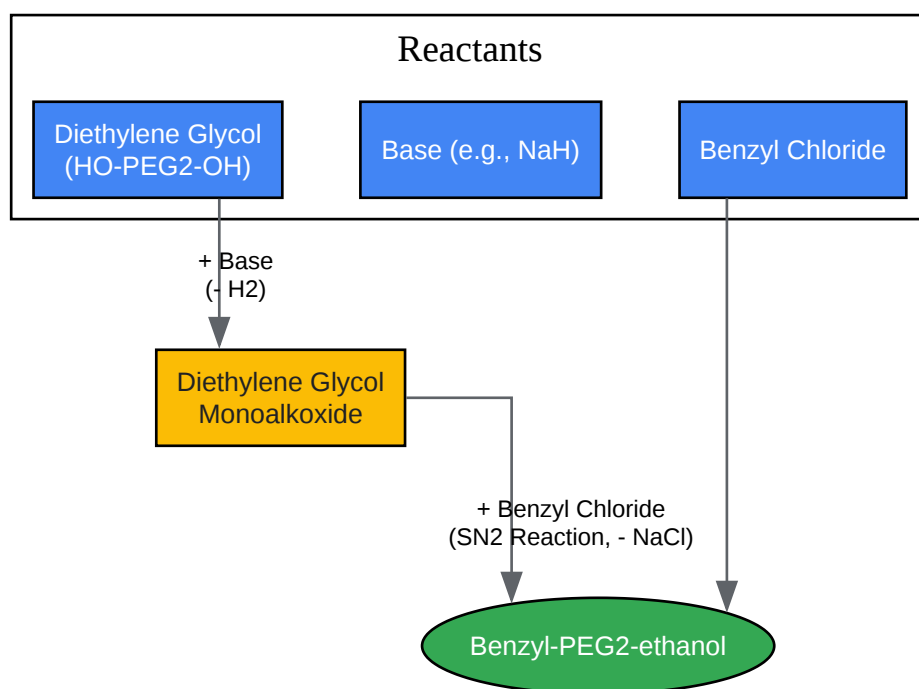 Reactants
Diethylene Glycol
(HO-PEG2-OH)
Base (e.g., NaH)
Benzyl Chloride
+ Base
(- H2)
Diethylene Glycol
Monoalkoxide
+ Benzyl Chloride
(SN2 Reaction, - NaCl)
Benzyl-PEG2-ethanol